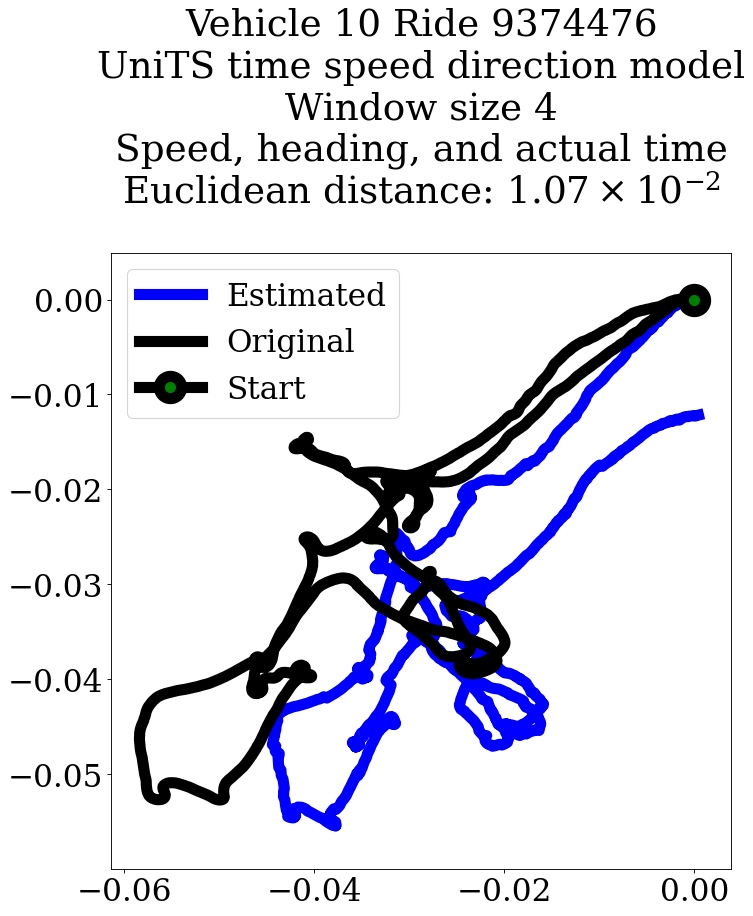 Vehicle 10 Ride 9374476
UniTS time speed direction model
Window size 4
Speed, heading, and actual time
Euclidean distance: 1.07 × 10⁻²
Estimated
Original
Start
0.00
−0.01
−0.02
−0.03
−0.04
−0.05
−0.06
−0.04
−0.02
0.00